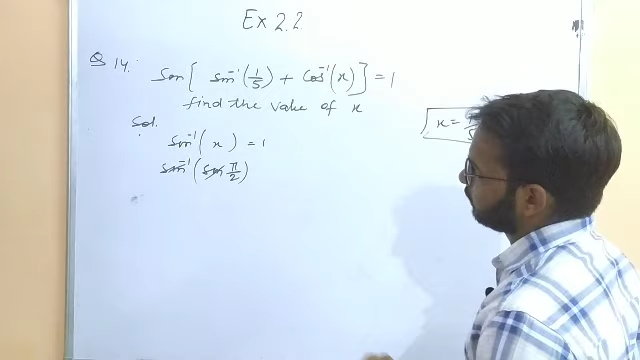 Ex 2.2
Q 14. Sin[ sin⁻¹(1/5) + Cos⁻¹(x)] = 1
find the value of x
Sol.
Sin⁻¹( x ) = 1
sin⁻¹(sin π/2)
x =